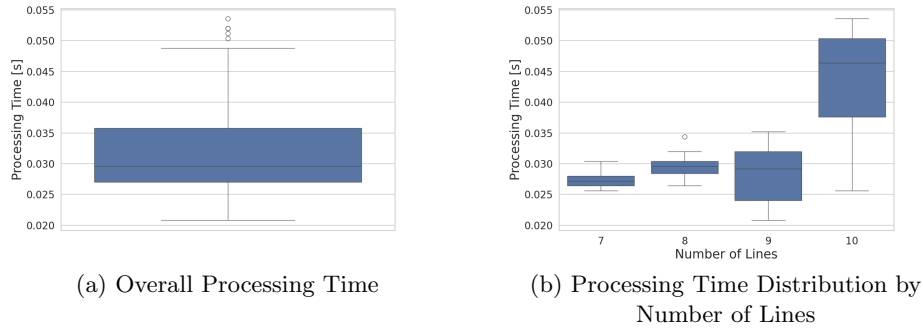 0.055
0.050
0.045
0.040
0.035
0.030
0.025
0.020
Processing Time [s]
(a) Overall Processing Time
0.055
0.050
0.045
0.040
0.035
0.030
0.025
0.020
Processing Time [s]
7 8 9 10
Number of Lines
(b) Processing Time Distribution by
Number of Lines